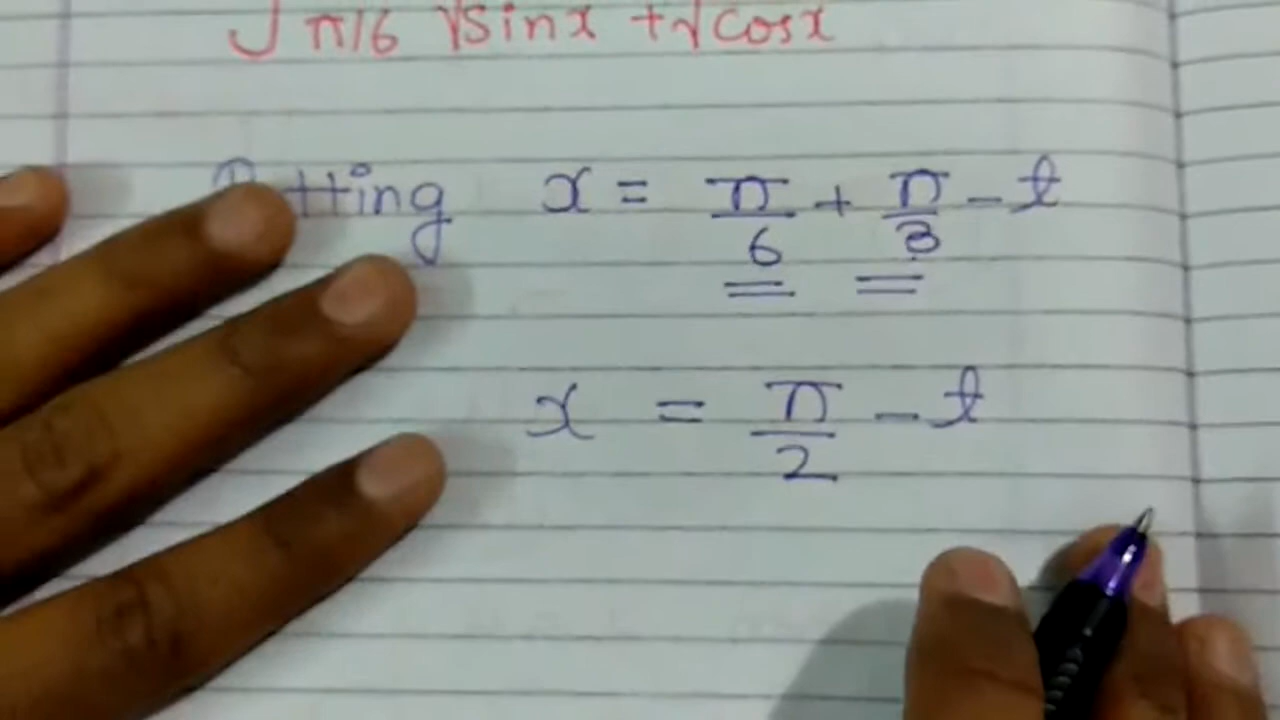 ∫π/6 √sinx + √cosx
tting x = π/6 + π/3 - t
x = π/2 - t